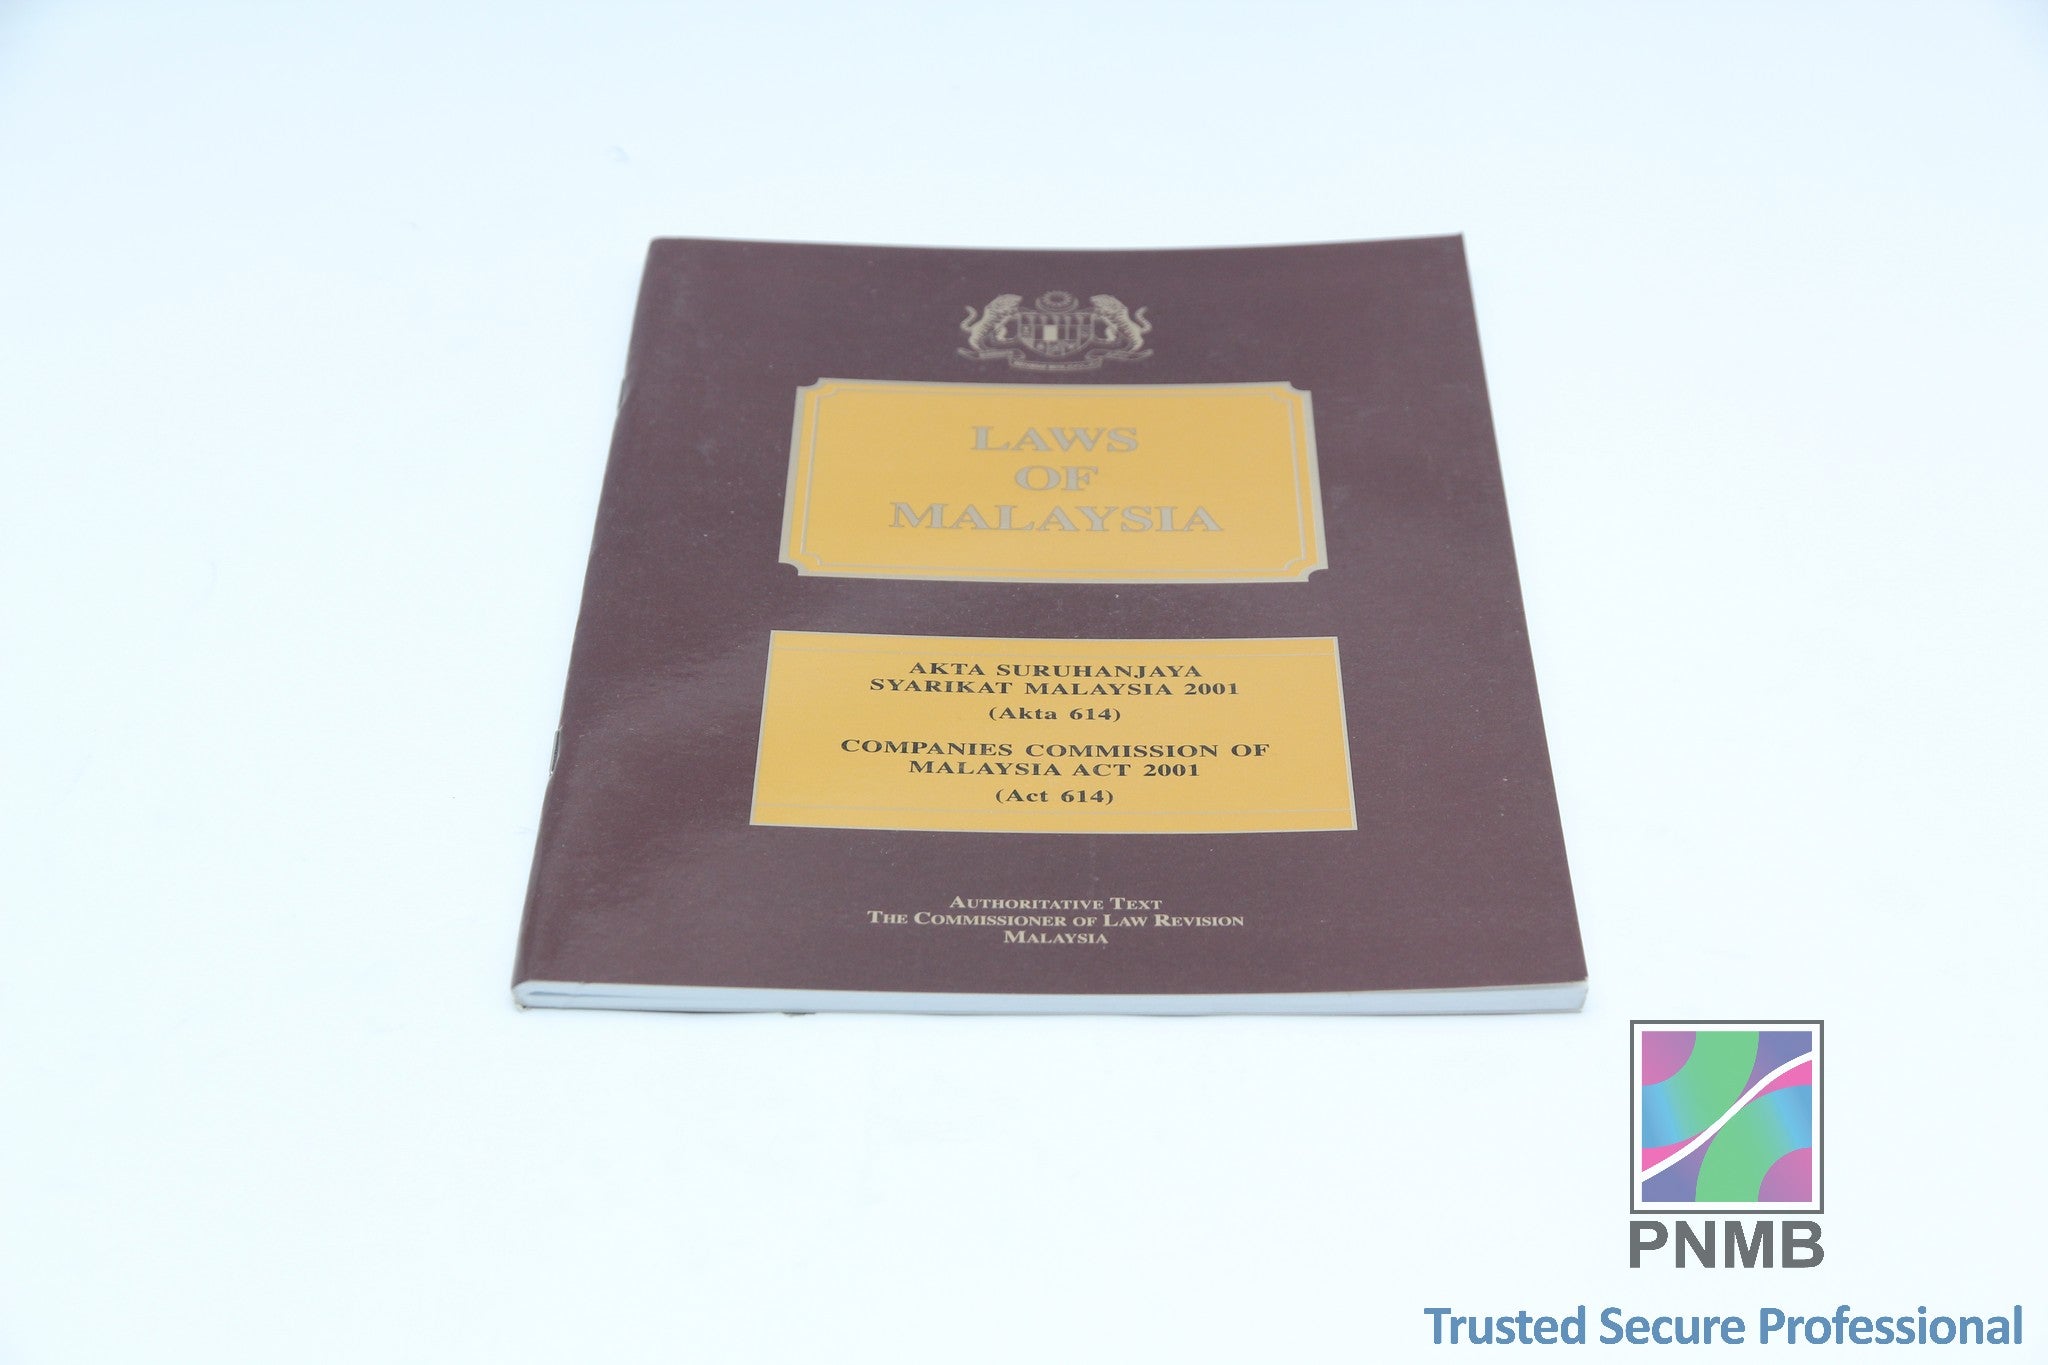 LAWS
OF
MALAYSIA
AKTA SURUHANJAYA
SYARIKAT MALAYSIA 2001
(Akta 614)
COMPANIES COMMISSION OF
MALAYSIA ACT 2001
(Act 614)
AUTHORITATIVE TEXT
THE COMMISSIONER OF LAW REVISION
MALAYSIA
PNMB
Trusted Secure Professional